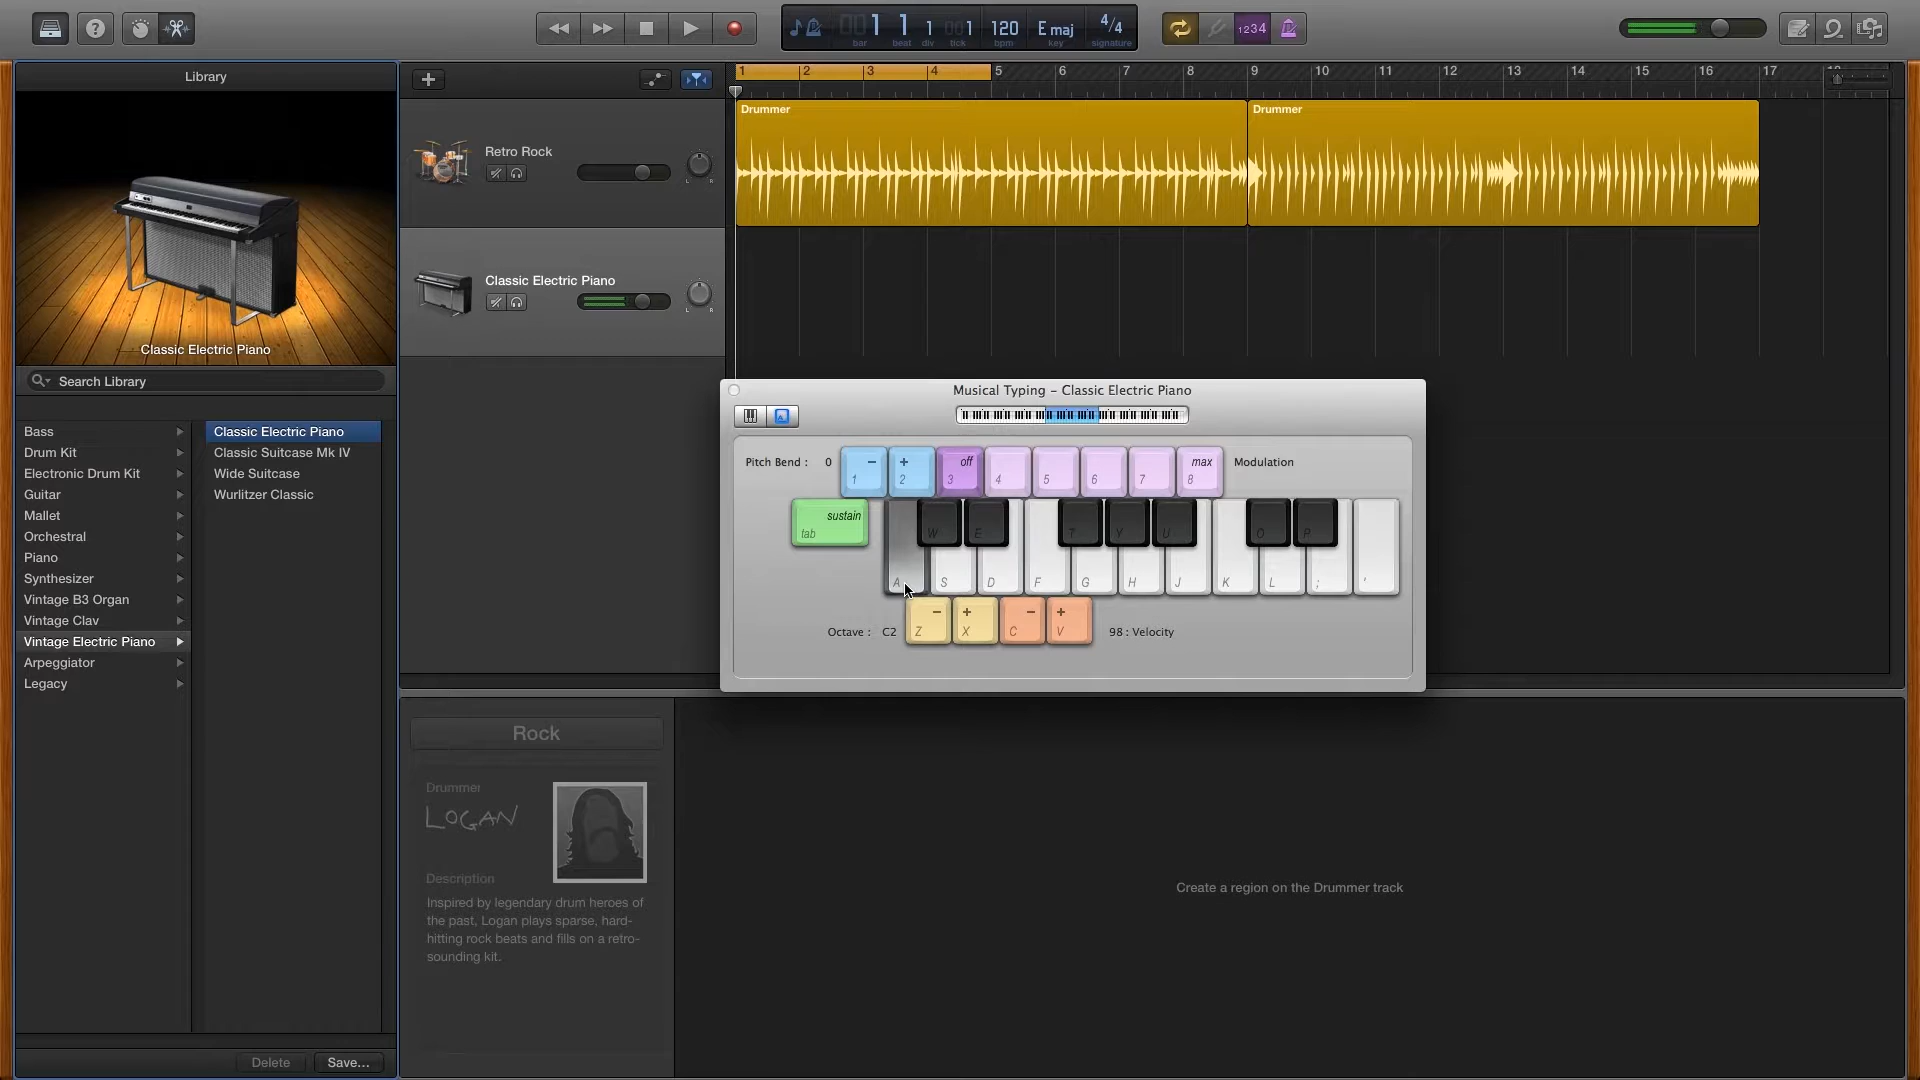 1 1 1 1 120 E maj 4/4
bar beat div tick bpm key signature
1234
Library
Classic Electric Piano
Search Library
Bass
Drum Kit
Electronic Drum Kit
Guitar
Mallet
Orchestral
Piano
Synthesizer
Vintage B3 Organ
Vintage Clav
Vintage Electric Piano
Arpeggiator
Legacy
Classic Electric Piano
Classic Suitcase Mk IV
Wide Suitcase
Wurlitzer Classic
Delete Save...
1 2 3 4 5 6 7 8 9 10 11 12 13 14 15 16 17
Retro Rock
L R
Classic Electric Piano
L R
Drummer Drummer
Musical Typing – Classic Electric Piano
Pitch Bend : 0 − + off max Modulation
1 2 3 4 5 6 7 8
sustain
tab
W E T Y U O P
A S D F G H J K L ; '
− + − +
Octave : C2 Z X C V 98 : Velocity
Rock
Drummer
LOGAN
Description
Inspired by legendary drum heroes of
the past, Logan plays sparse, hard-
hitting rock beats and fills on a retro-
sounding kit.
Create a region on the Drummer track